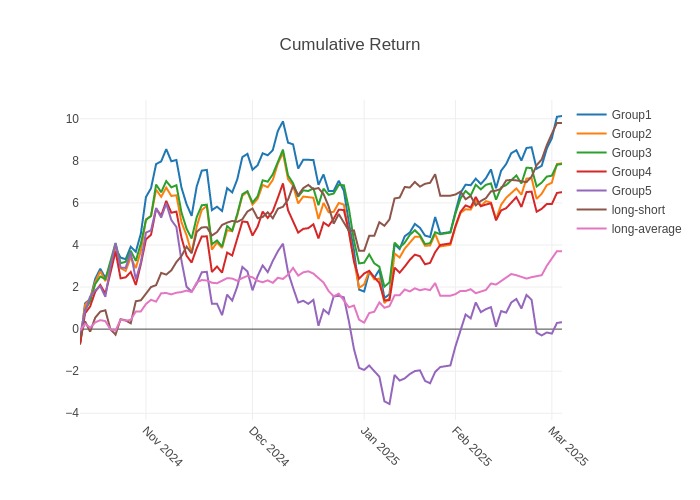 Cumulative Return
10
8
6
4
2
0
−2
−4
Nov 2024
Dec 2024
Jan 2025
Feb 2025
Mar 2025
Group1
Group2
Group3
Group4
Group5
long-short
long-average